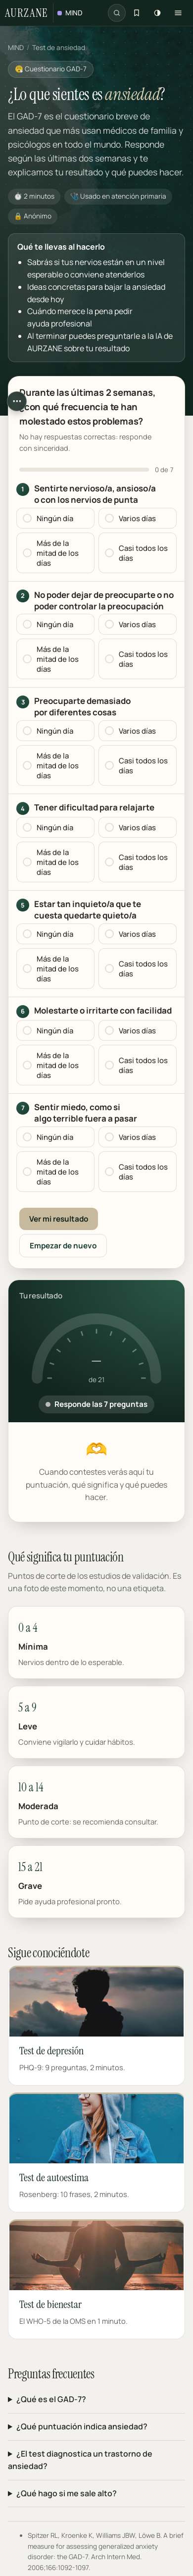 AURZANE
MIND
MIND / Test de ansiedad
Cuestionario GAD-7
¿Lo que sientes es ansiedad?
El GAD-7 es el cuestionario breve de
ansiedad que más usan médicos de familia y
psicólogos en todo el mundo. Responde
según las últimas dos semanas y te
explicamos tu resultado y qué puedes hacer.
2 minutos
Usado en atención primaria
Anónimo
Qué te llevas al hacerlo
Sabrás si tus nervios están en un nivel
esperable o conviene atenderlos
Ideas concretas para bajar la ansiedad
desde hoy
Cuándo merece la pena pedir
ayuda profesional
Al terminar puedes preguntarle a la IA de
AURZANE sobre tu resultado
Durante las últimas 2 semanas,
¿con qué frecuencia te han
molestado estos problemas?
No hay respuestas correctas: responde
con sinceridad.
0 de 7
1 Sentirte nervioso/a, ansioso/a
o con los nervios de punta
Ningún día
Varios días
Más de la
mitad de los
días
Casi todos los
días
2 No poder dejar de preocuparte o no
poder controlar la preocupación
Ningún día
Varios días
Más de la
mitad de los
días
Casi todos los
días
3 Preocuparte demasiado
por diferentes cosas
Ningún día
Varios días
Más de la
mitad de los
días
Casi todos los
días
4 Tener dificultad para relajarte
Ningún día
Varios días
Más de la
mitad de los
días
Casi todos los
días
5 Estar tan inquieto/a que te
cuesta quedarte quieto/a
Ningún día
Varios días
Más de la
mitad de los
días
Casi todos los
días
6 Molestarte o irritarte con facilidad
Ningún día
Varios días
Más de la
mitad de los
días
Casi todos los
días
7 Sentir miedo, como si
algo terrible fuera a pasar
Ningún día
Varios días
Más de la
mitad de los
días
Casi todos los
días
Ver mi resultado
Empezar de nuevo
Tu resultado
—
de 21
Responde las 7 preguntas
Cuando contestes verás aquí tu
puntuación, qué significa y qué puedes
hacer.
Qué significa tu puntuación
Puntos de corte de los estudios de validación. Es
una foto de este momento, no una etiqueta.
0 a 4
Mínima
Nervios dentro de lo esperable.
5 a 9
Leve
Conviene vigilarlo y cuidar hábitos.
10 a 14
Moderada
Punto de corte: se recomienda consultar.
15 a 21
Grave
Pide ayuda profesional pronto.
Sigue conociéndote
Test de depresión
PHQ-9: 9 preguntas, 2 minutos.
Test de autoestima
Rosenberg: 10 frases, 2 minutos.
Test de bienestar
El WHO-5 de la OMS en 1 minuto.
Preguntas frecuentes
¿Qué es el GAD-7?
¿Qué puntuación indica ansiedad?
¿El test diagnostica un trastorno de
ansiedad?
¿Qué hago si me sale alto?
Spitzer RL, Kroenke K, Williams JBW, Löwe B. A brief
measure for assessing generalized anxiety
disorder: the GAD-7. Arch Intern Med.
2006;166:1092-1097.